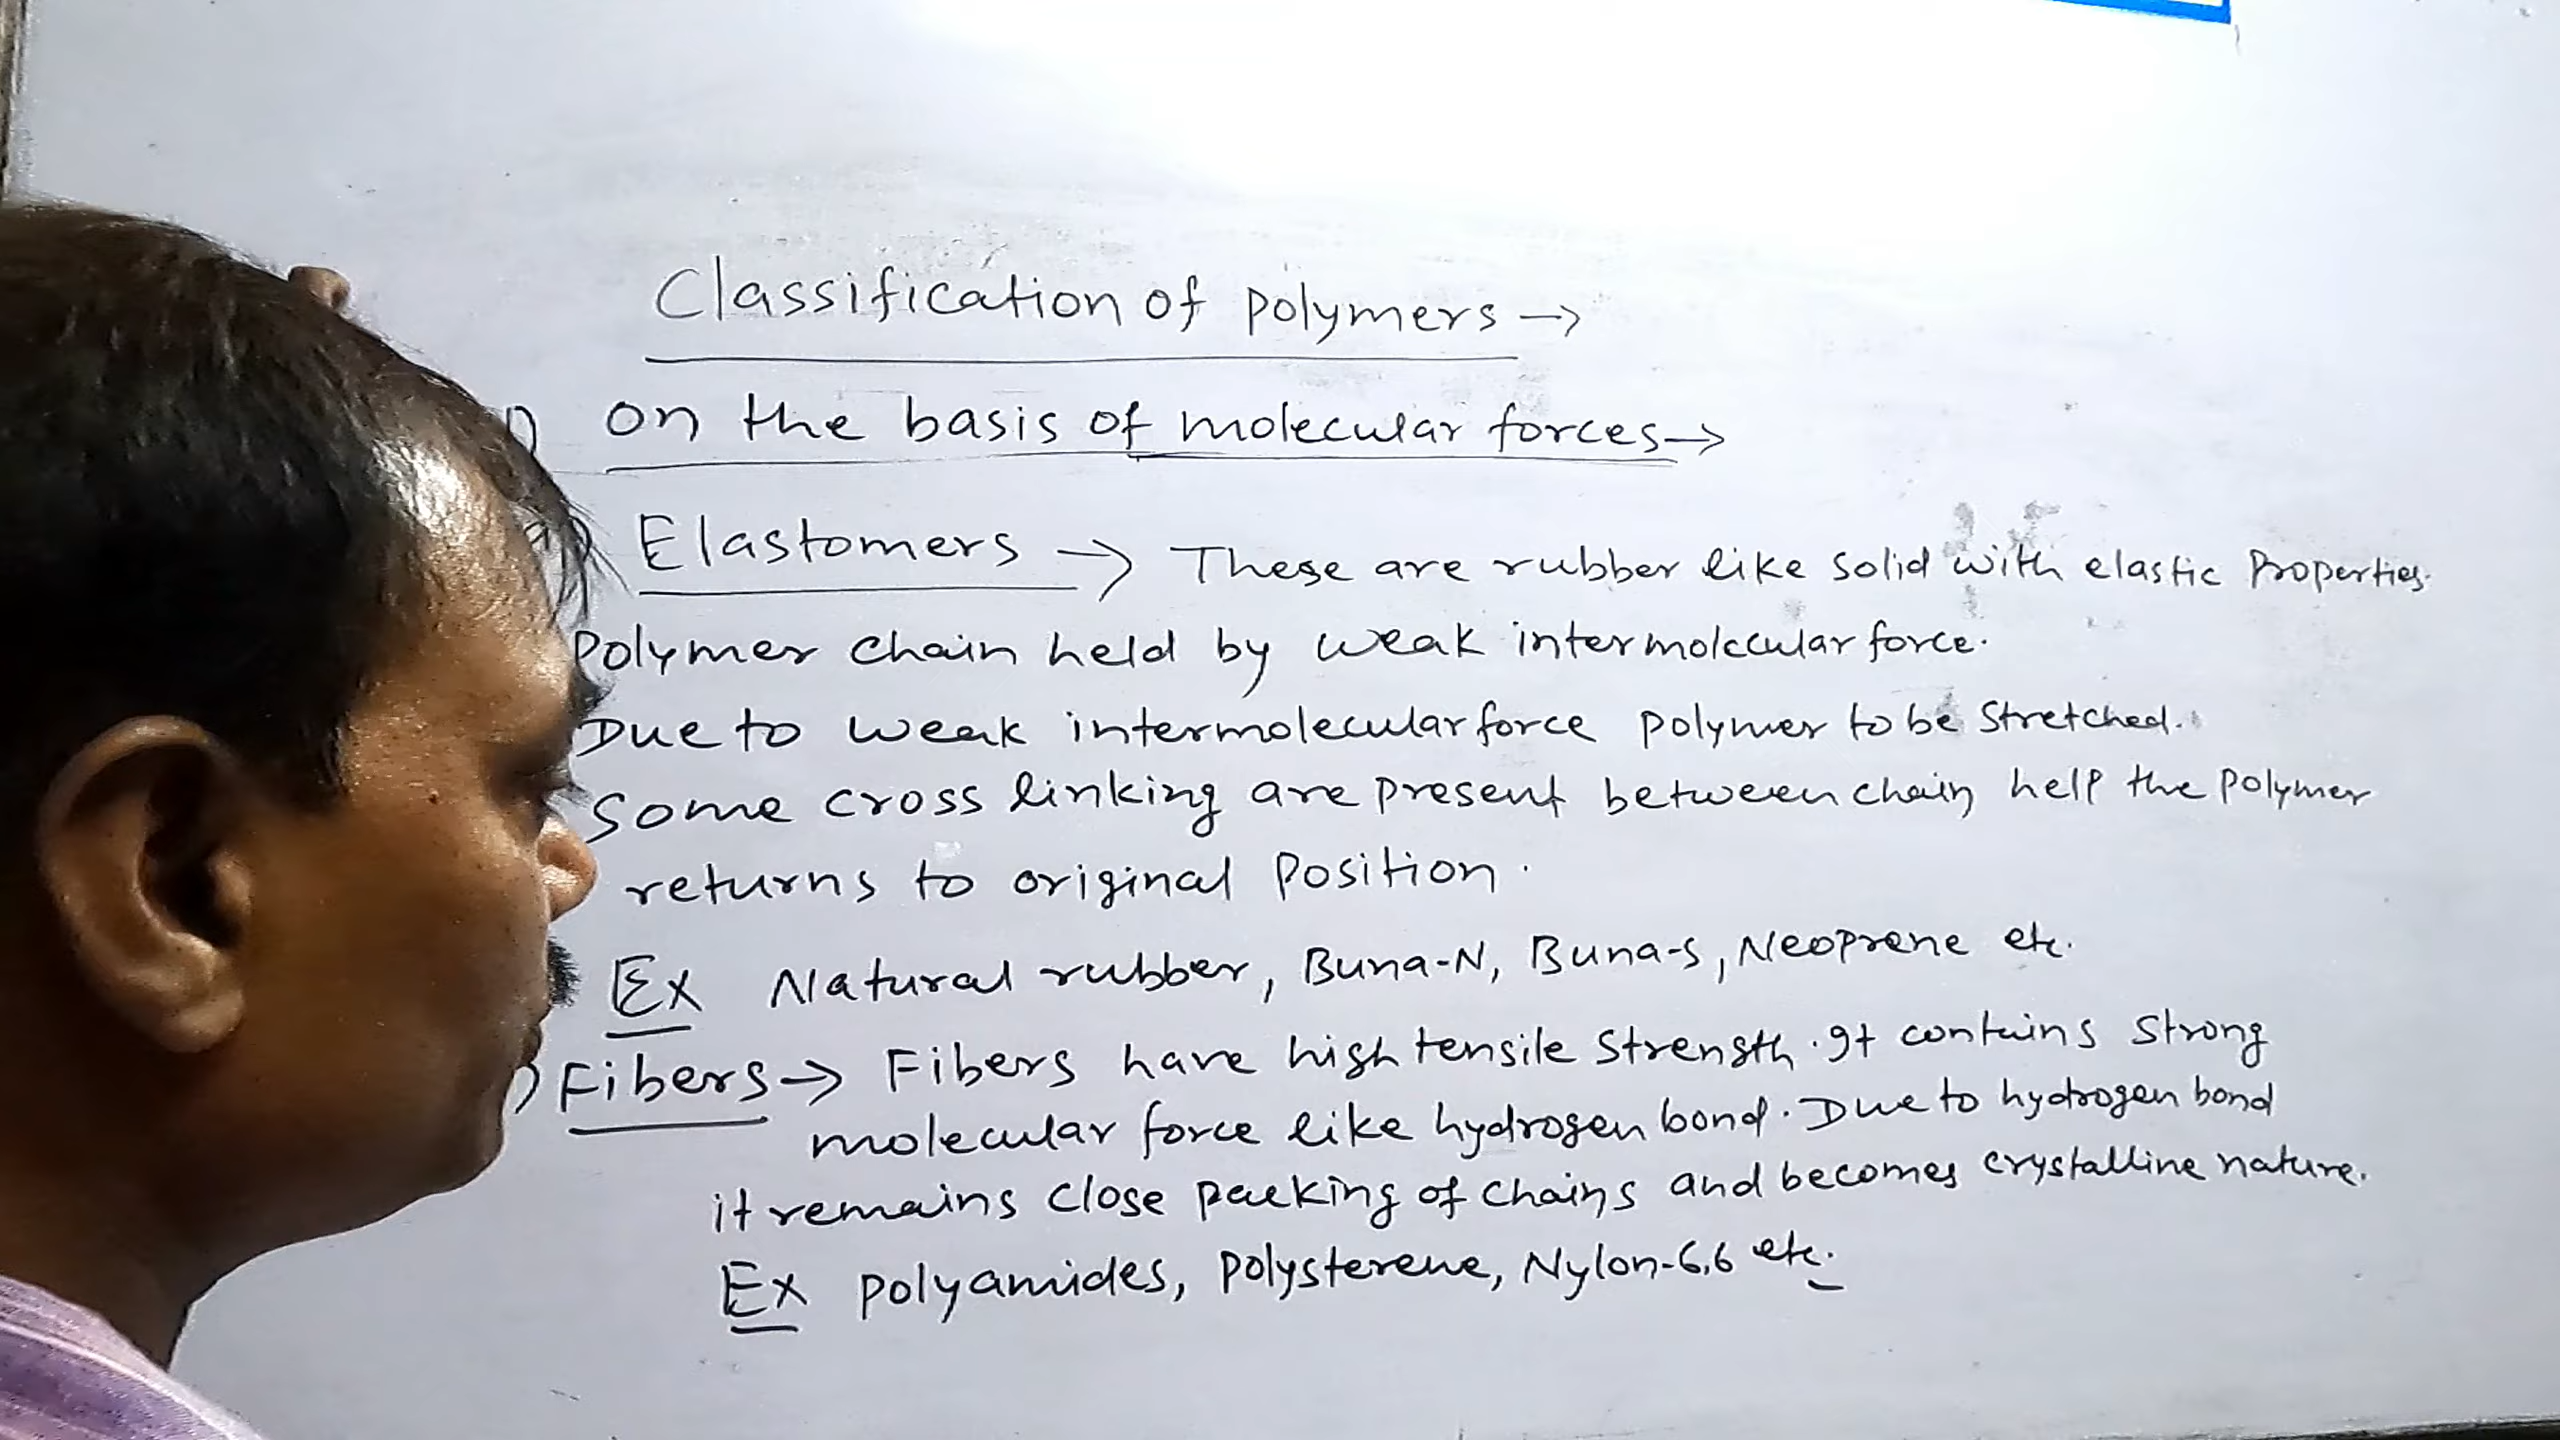 Classification of polymers →
) on the basis of molecular forces →
) Elastomers → These are rubber like solid with elastic Properties.
Polymer chain held by weak intermolecular force.
Due to weak intermolecular force polymer to be stretched.
Some cross linking are present between chain help the polymer
returns to original Position.
Ex Natural rubber, Buna-N, Buna-s, Neoprene etc.
) Fibers → Fibers have high tensile strength. It contains strong
molecular force like hydrogen bond. Due to hydrogen bond
it remains close packing of chains and becomes crystalline nature.
Ex polyamides, polysterene, Nylon-6,6 etc.